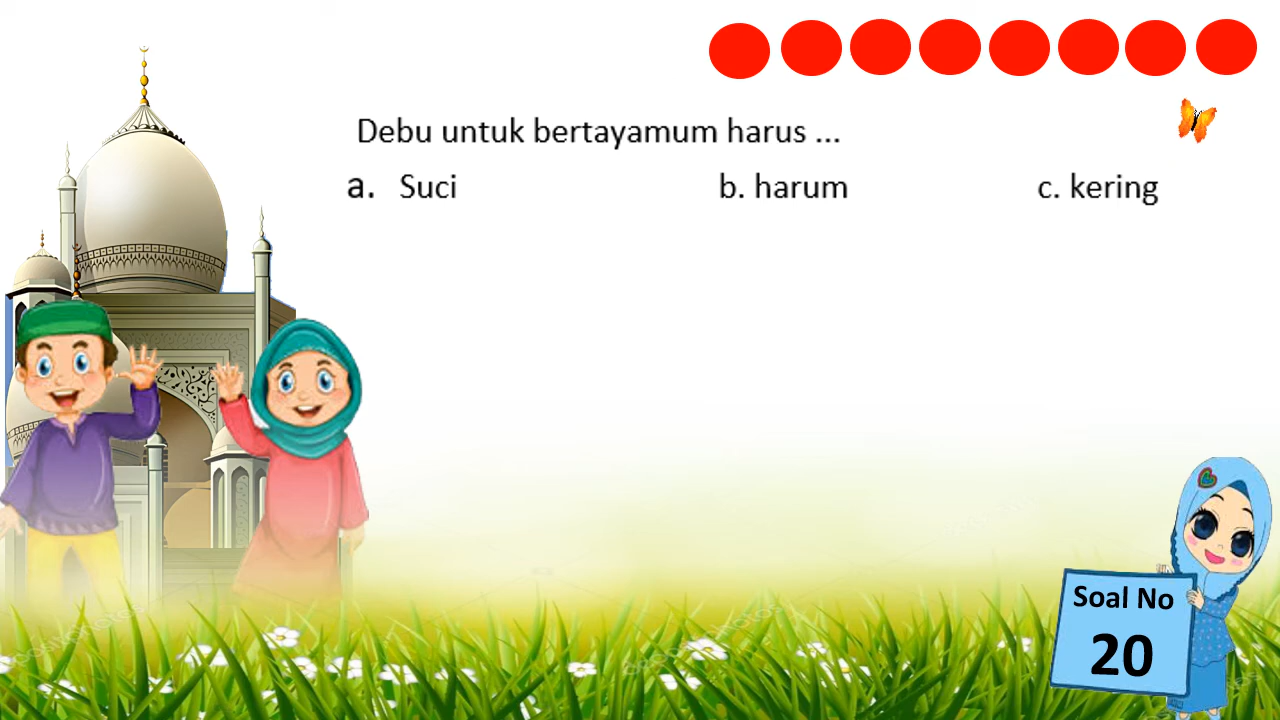 Debu untuk bertayamum harus ...
a. Suci b. harum c. kering
Soal No
20